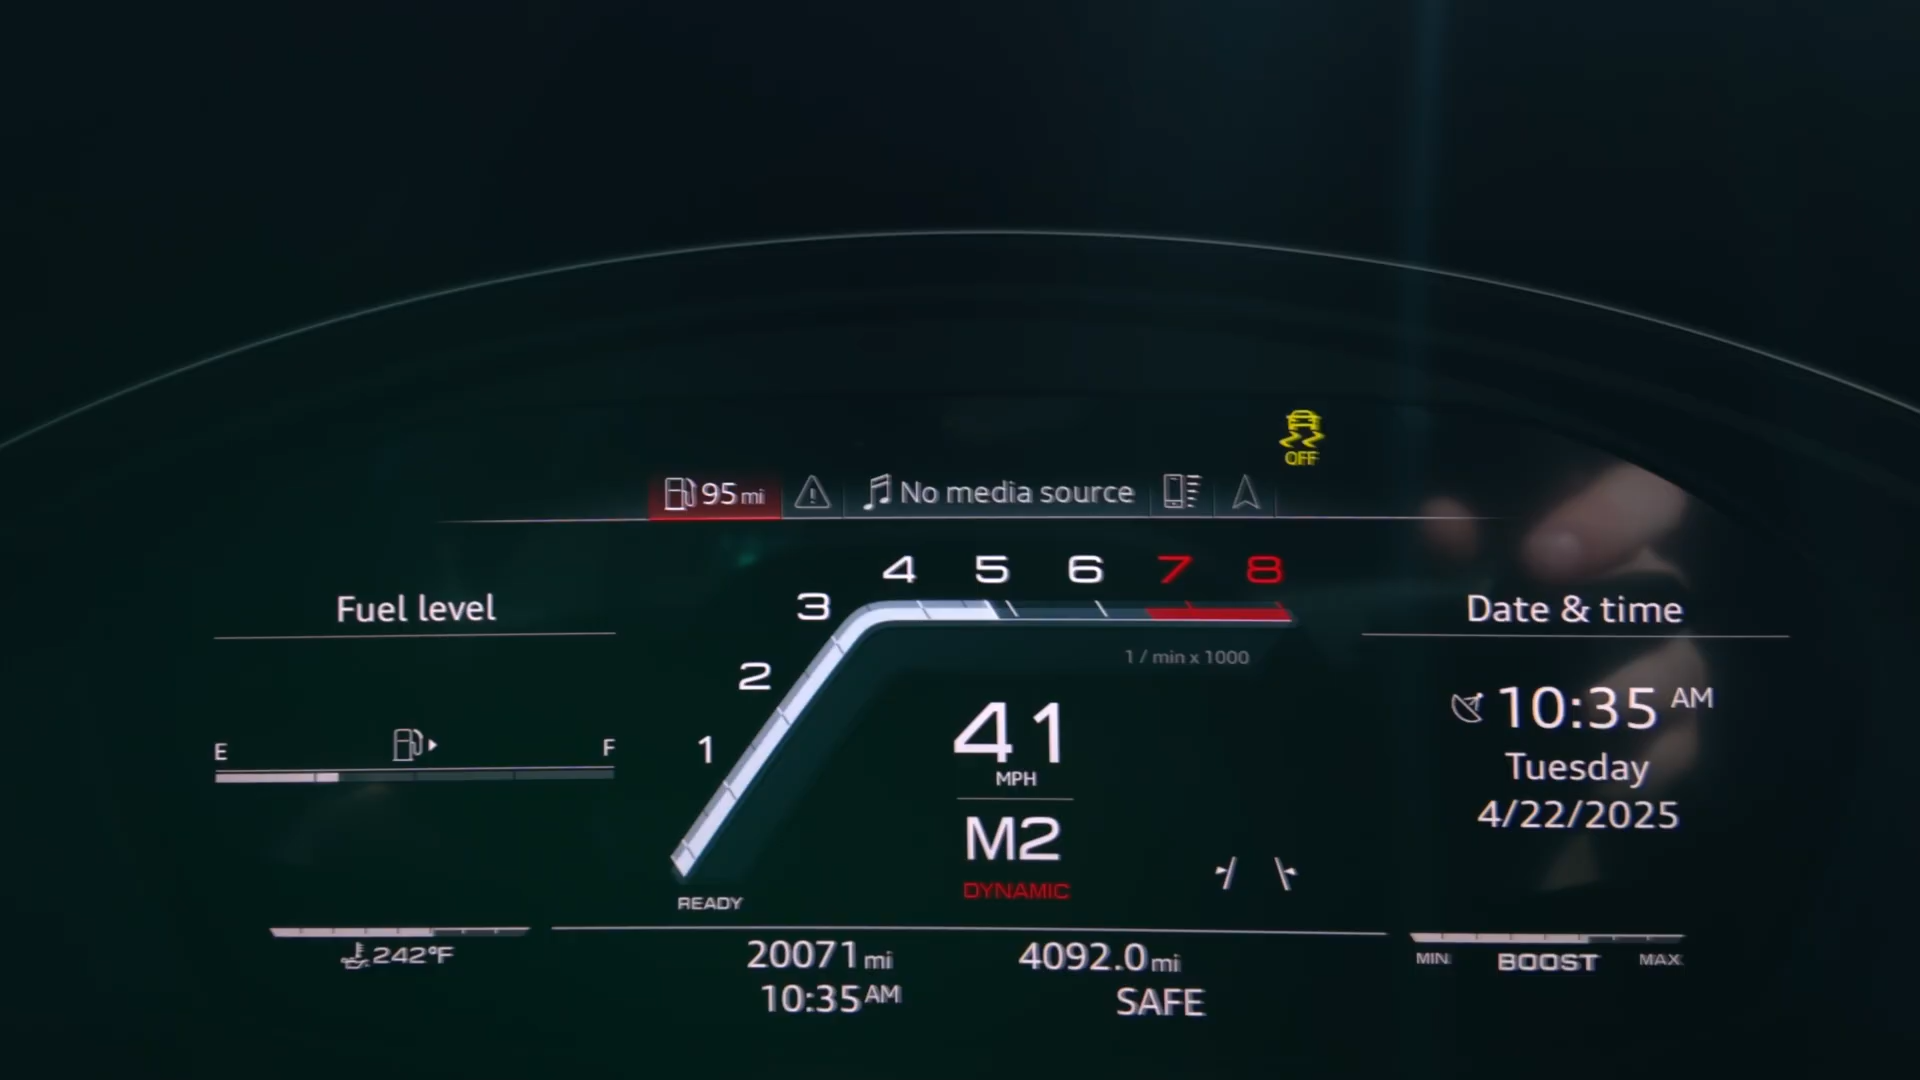 OFF
95 mi No media source
4 5 6 7 8
3
2
1
1 / min x 1000
Fuel level
E F
Date & time
10:35 AM
Tuesday
4/22/2025
41
MPH
M2
DYNAMIC
READY
242°F
20071 mi 4092.0 mi
10:35 AM SAFE
MIN BOOST MAX